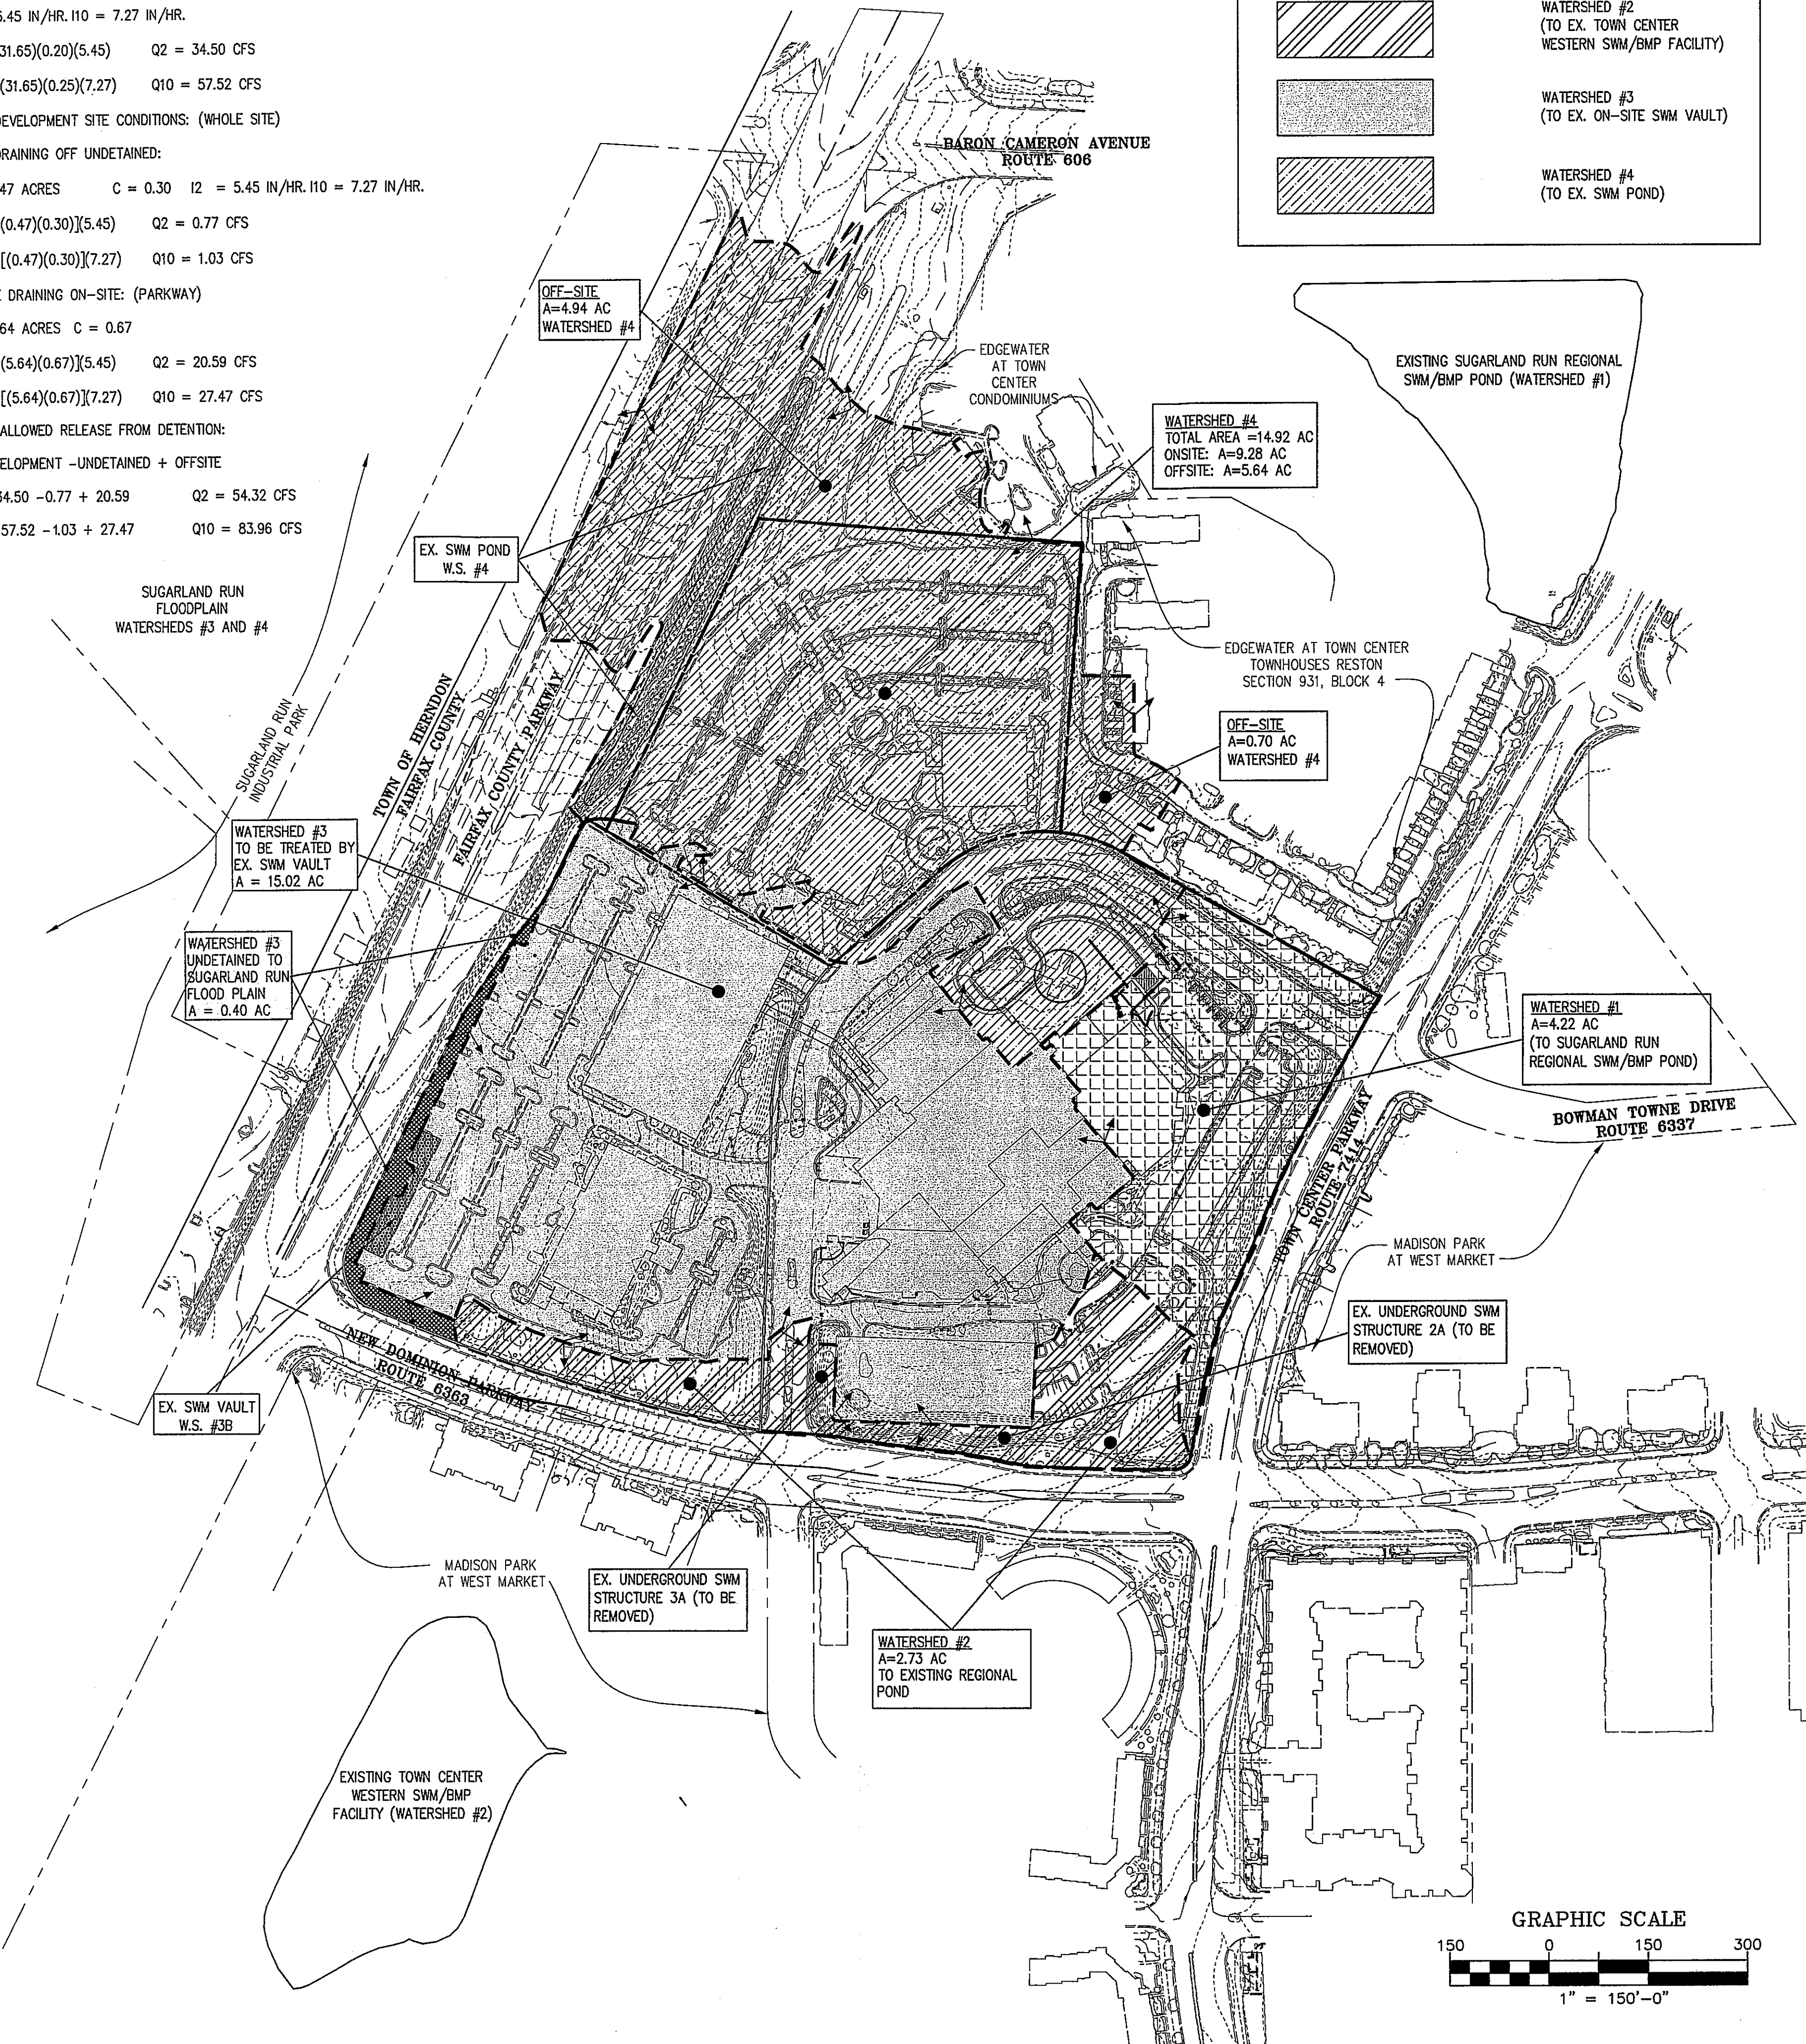 5.45 IN/HR. I10 = 7.27 IN/HR.
31.65)(0.20)(5.45) Q2 = 34.50 CFS
(31.65)(0.25)(7.27) Q10 = 57.52 CFS
DEVELOPMENT SITE CONDITIONS: (WHOLE SITE)
DRAINING OFF UNDETAINED:
47 ACRES C = 0.30 I2 = 5.45 IN/HR. I10 = 7.27 IN/HR.
(0.47)(0.30)](5.45) Q2 = 0.77 CFS
[(0.47)(0.30)](7.27) Q10 = 1.03 CFS
DRAINING ON-SITE: (PARKWAY)
64 ACRES C = 0.67
(5.64)(0.67)](5.45) Q2 = 20.59 CFS
[(5.64)(0.67)](7.27) Q10 = 27.47 CFS
ALLOWED RELEASE FROM DETENTION:
ELOPMENT -UNDETAINED + OFFSITE
34.50 -0.77 + 20.59 Q2 = 54.32 CFS
57.52 -1.03 + 27.47 Q10 = 83.96 CFS
WATERSHED #2
(TO EX. TOWN CENTER
WESTERN SWM/BMP FACILITY)
WATERSHED #3
(TO EX. ON-SITE SWM VAULT)
WATERSHED #4
(TO EX. SWM POND)
BARON CAMERON AVENUE
ROUTE 606
OFF-SITE
A=4.94 AC
WATERSHED #4
EDGEWATER
AT TOWN
CENTER
CONDOMINIUMS
EXISTING SUGARLAND RUN REGIONAL
SWM/BMP POND (WATERSHED #1)
WATERSHED #4
TOTAL AREA =14.92 AC
ONSITE: A=9.28 AC
OFFSITE: A=5.64 AC
EX. SWM POND
W.S. #4
SUGARLAND RUN
FLOODPLAIN
WATERSHEDS #3 AND #4
EDGEWATER AT TOWN CENTER
TOWNHOUSES RESTON
SECTION 931, BLOCK 4
OFF-SITE
A=0.70 AC
WATERSHED #4
SUGARLAND RUN
INDUSTRIAL PARK
TOWN OF HERNDON
FAIRFAX COUNTY
FAIRFAX COUNTY PARKWAY
WATERSHED #3
TO BE TREATED BY
EX. SWM VAULT
A = 15.02 AC
WATERSHED #3
UNDETAINED TO
SUGARLAND RUN
FLOOD PLAIN
A = 0.40 AC
WATERSHED #1
A=4.22 AC
(TO SUGARLAND RUN
REGIONAL SWM/BMP POND)
BOWMAN TOWNE DRIVE
ROUTE 6337
TOWN CENTER PARKWAY
ROUTE 7414
MADISON PARK
AT WEST MARKET
EX. UNDERGROUND SWM
STRUCTURE 2A (TO BE
REMOVED)
NEW DOMINION PARKWAY
ROUTE 6363
EX. SWM VAULT
W.S. #3B
MADISON PARK
AT WEST MARKET
EX. UNDERGROUND SWM
STRUCTURE 3A (TO BE
REMOVED)
WATERSHED #2
A=2.73 AC
TO EXISTING REGIONAL
POND
EXISTING TOWN CENTER
WESTERN SWM/BMP
FACILITY (WATERSHED #2)
GRAPHIC SCALE
150 0 150 300
1" = 150'-0"